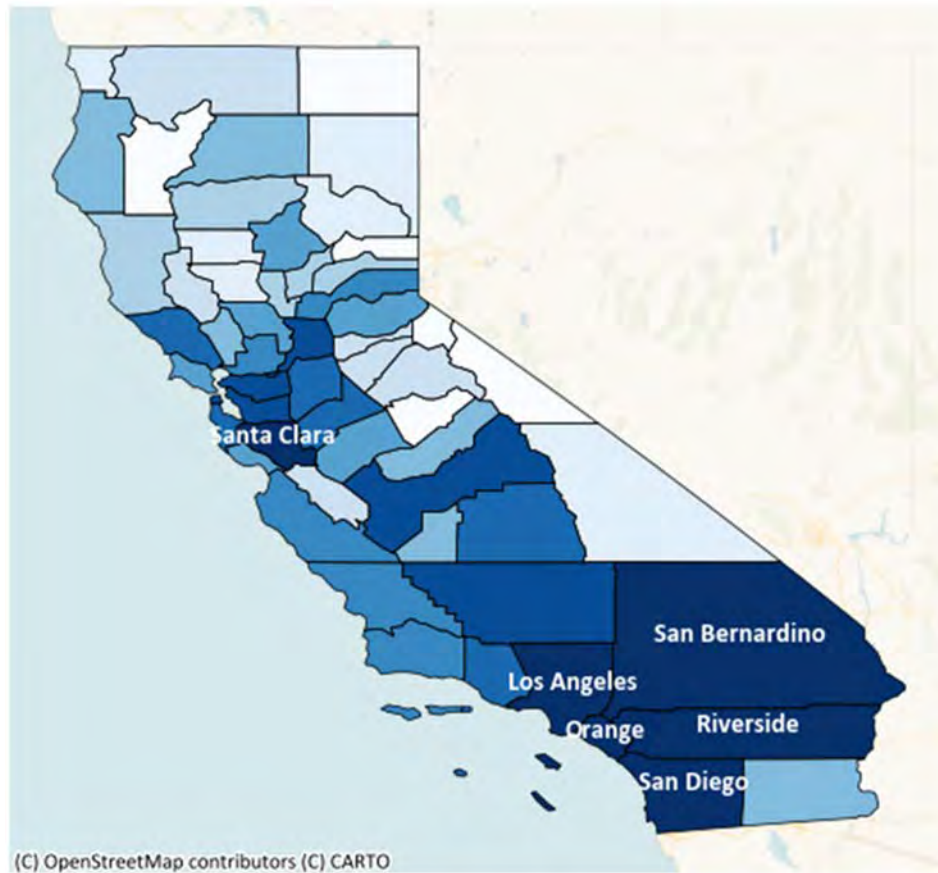 Santa Clara
San Bernardino
Los Angeles
Orange
Riverside
San Diego
(C) OpenStreetMap contributors (C) CARTO